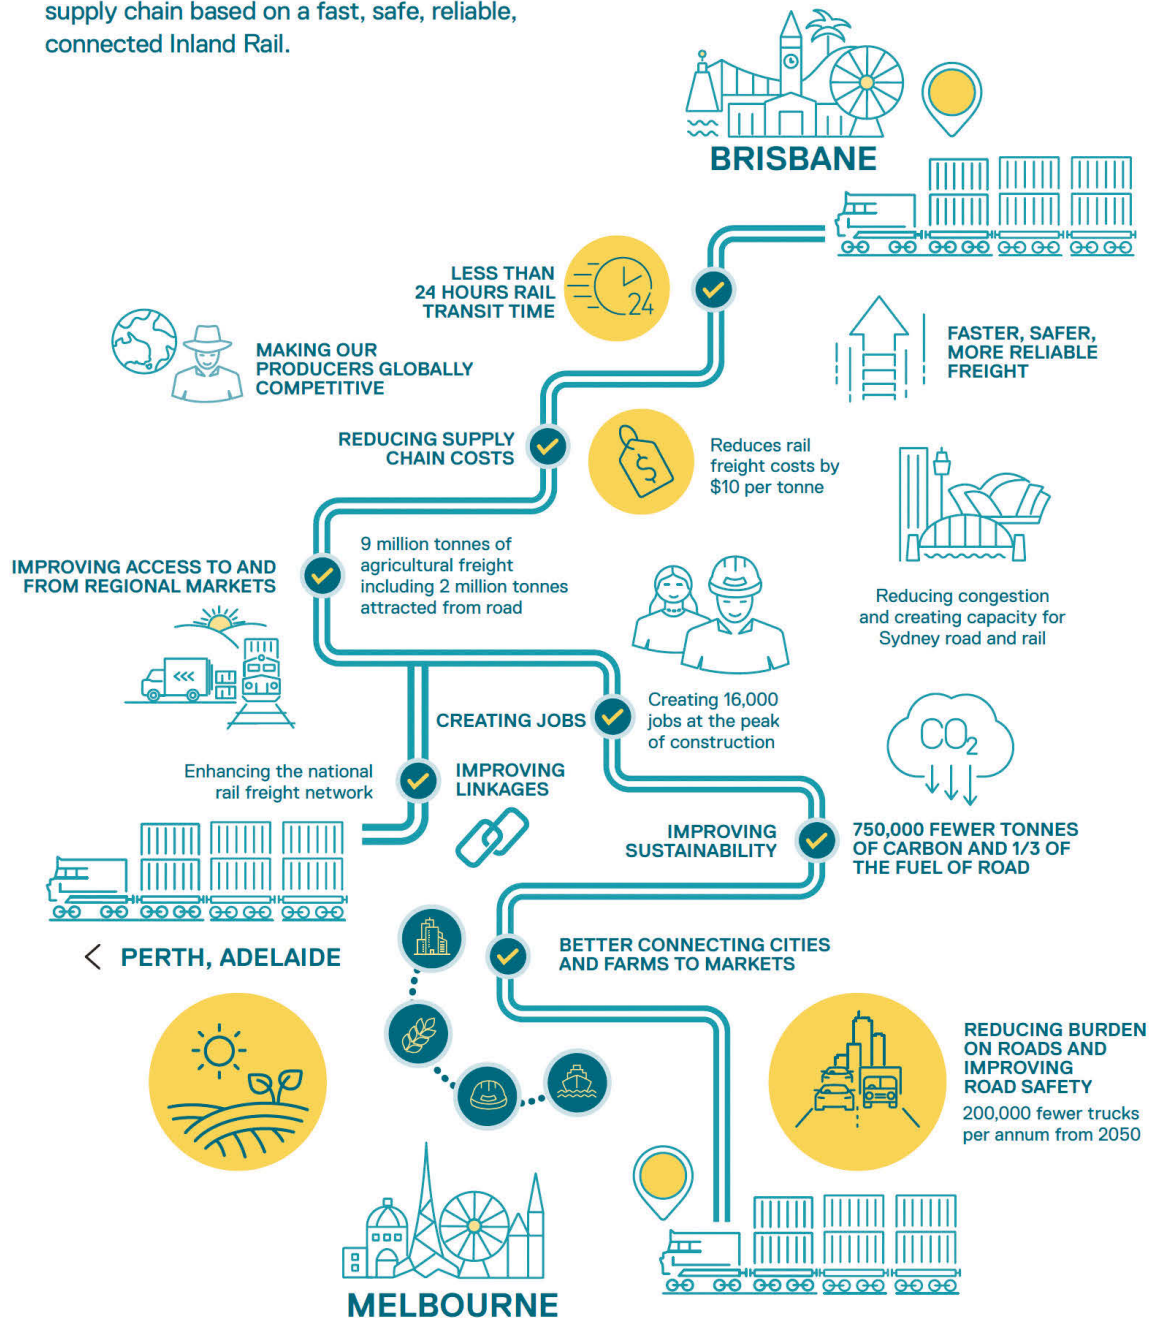 supply chain based on a fast, safe, reliable,
connected Inland Rail.
BRISBANE
LESS THAN
24 HOURS RAIL
TRANSIT TIME
24
MAKING OUR
PRODUCERS GLOBALLY
COMPETITIVE
FASTER, SAFER,
MORE RELIABLE
FREIGHT
REDUCING SUPPLY
CHAIN COSTS
$
Reduces rail
freight costs by
$10 per tonne
IMPROVING ACCESS TO AND
FROM REGIONAL MARKETS
9 million tonnes of
agricultural freight
including 2 million tonnes
attracted from road
Reducing congestion
and creating capacity for
Sydney road and rail
CREATING JOBS
Creating 16,000
jobs at the peak
of construction
CO2
Enhancing the national
rail freight network
IMPROVING
LINKAGES
IMPROVING
SUSTAINABILITY
750,000 FEWER TONNES
OF CARBON AND 1/3 OF
THE FUEL OF ROAD
< PERTH, ADELAIDE
BETTER CONNECTING CITIES
AND FARMS TO MARKETS
REDUCING BURDEN
ON ROADS AND
IMPROVING
ROAD SAFETY
200,000 fewer trucks
per annum from 2050
MELBOURNE